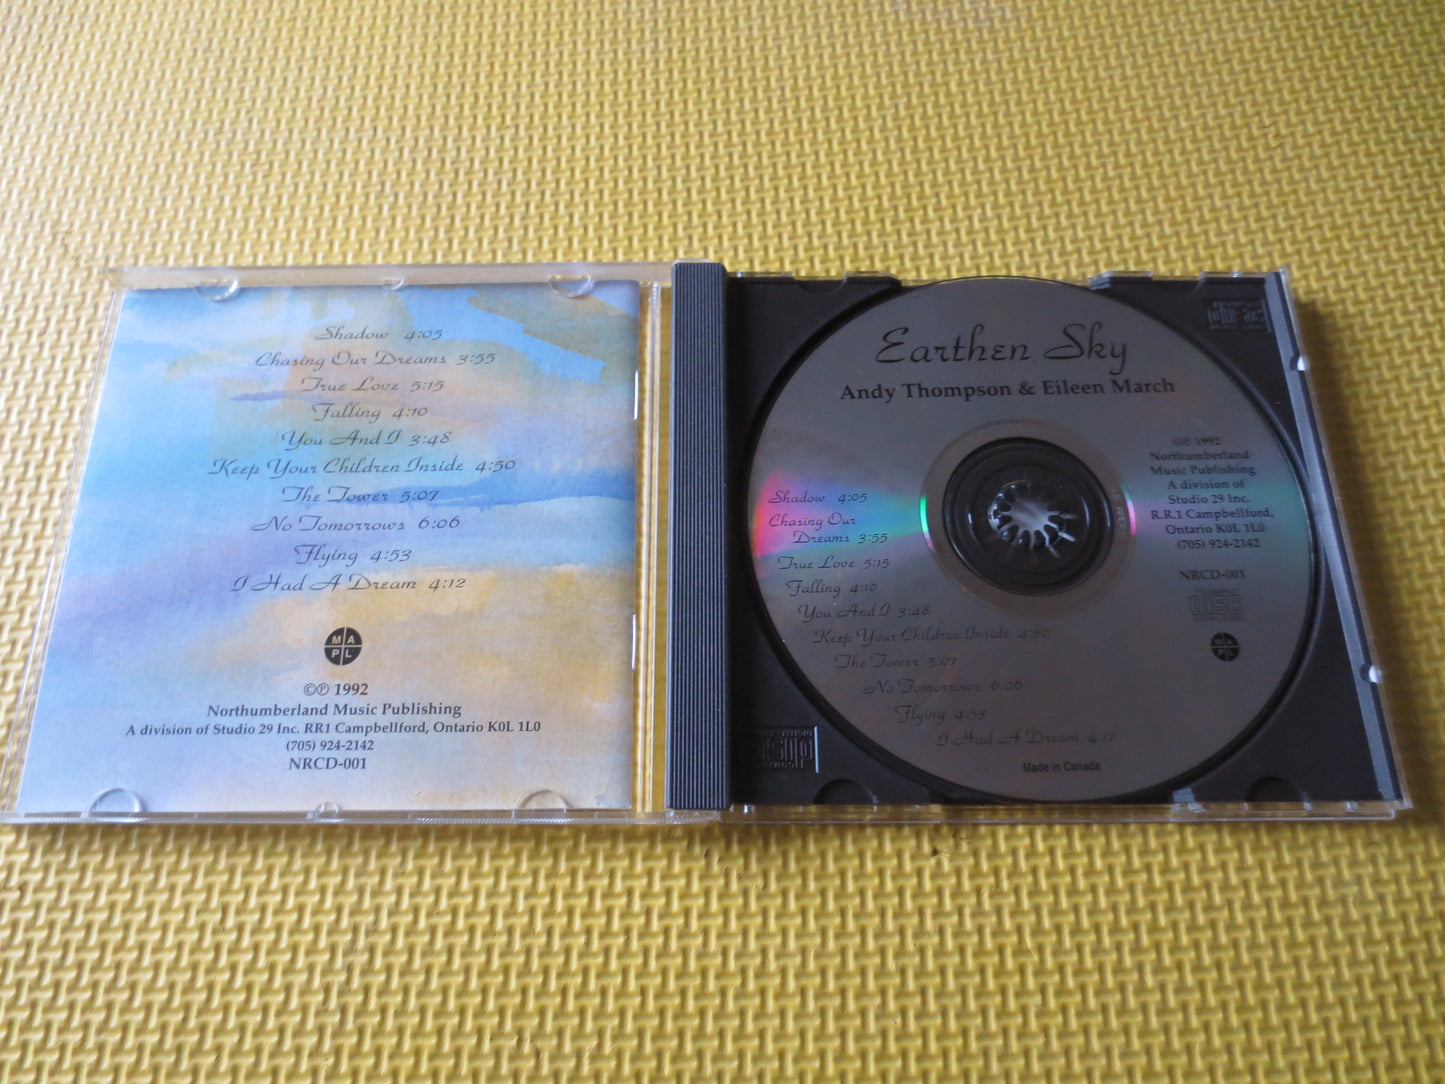 Shadow 4:05
Chasing Our Dreams 3:55
True Love 5:15
Falling 4:10
You And I 3:48
Keep Your Children Inside 4:50
The Tower 5:07
No Tomorrows 6:06
Flying 4:53
I Had A Dream 4:12
M A
P L
©℗ 1992
Northumberland Music Publishing
A division of Studio 29 Inc. RR1 Campbellford, Ontario K0L 1L0
(705) 924-2142
NRCD-001
Earthen Sky
Andy Thompson & Eileen March
©℗ 1992
Northumberland
Music Publishing
A division of
Studio 29 Inc.
R.R.1 Campbellford,
Ontario K0L 1L0
(705) 924-2142
NRCD-001
COMPACT
disc
DIGITAL AUDIO
M A
P L
Shadow 4:05
Chasing Our
Dreams 3:55
True Love 5:15
Falling 4:10
You And I 3:48
Keep Your Children Inside 4:50
The Tower 5:07
No Tomorrows 6:06
Flying 4:53
I Had A Dream 4:12
Made in Canada